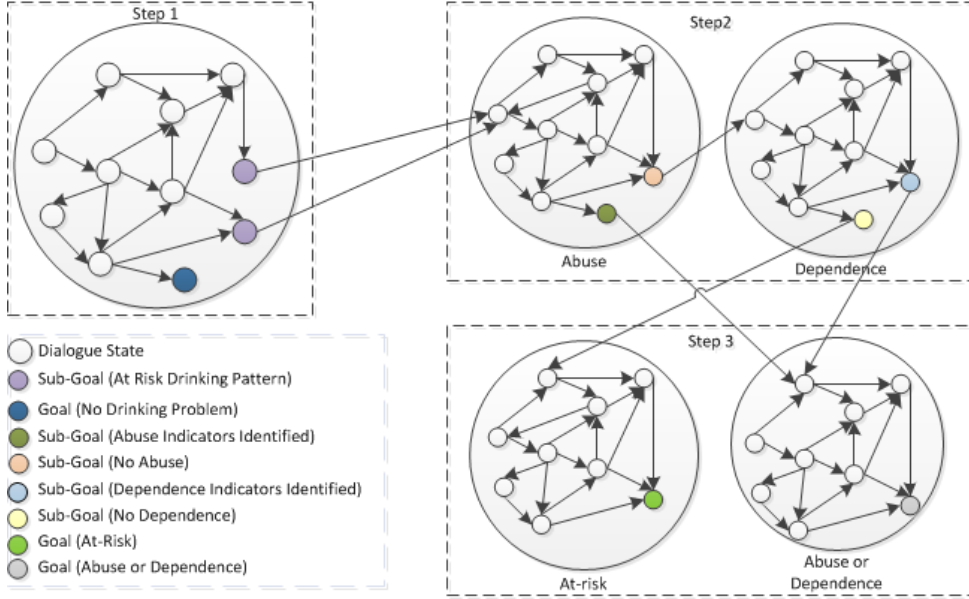 Step 1
Step2
Abuse
Dependence
Step 3
At-risk
Abuse or
Dependence
Dialogue State
Sub-Goal (At Risk Drinking Pattern)
Goal (No Drinking Problem)
Sub-Goal (Abuse Indicators Identified)
Sub-Goal (No Abuse)
Sub-Goal (Dependence Indicators Identified)
Sub-Goal (No Dependence)
Goal (At-Risk)
Goal (Abuse or Dependence)